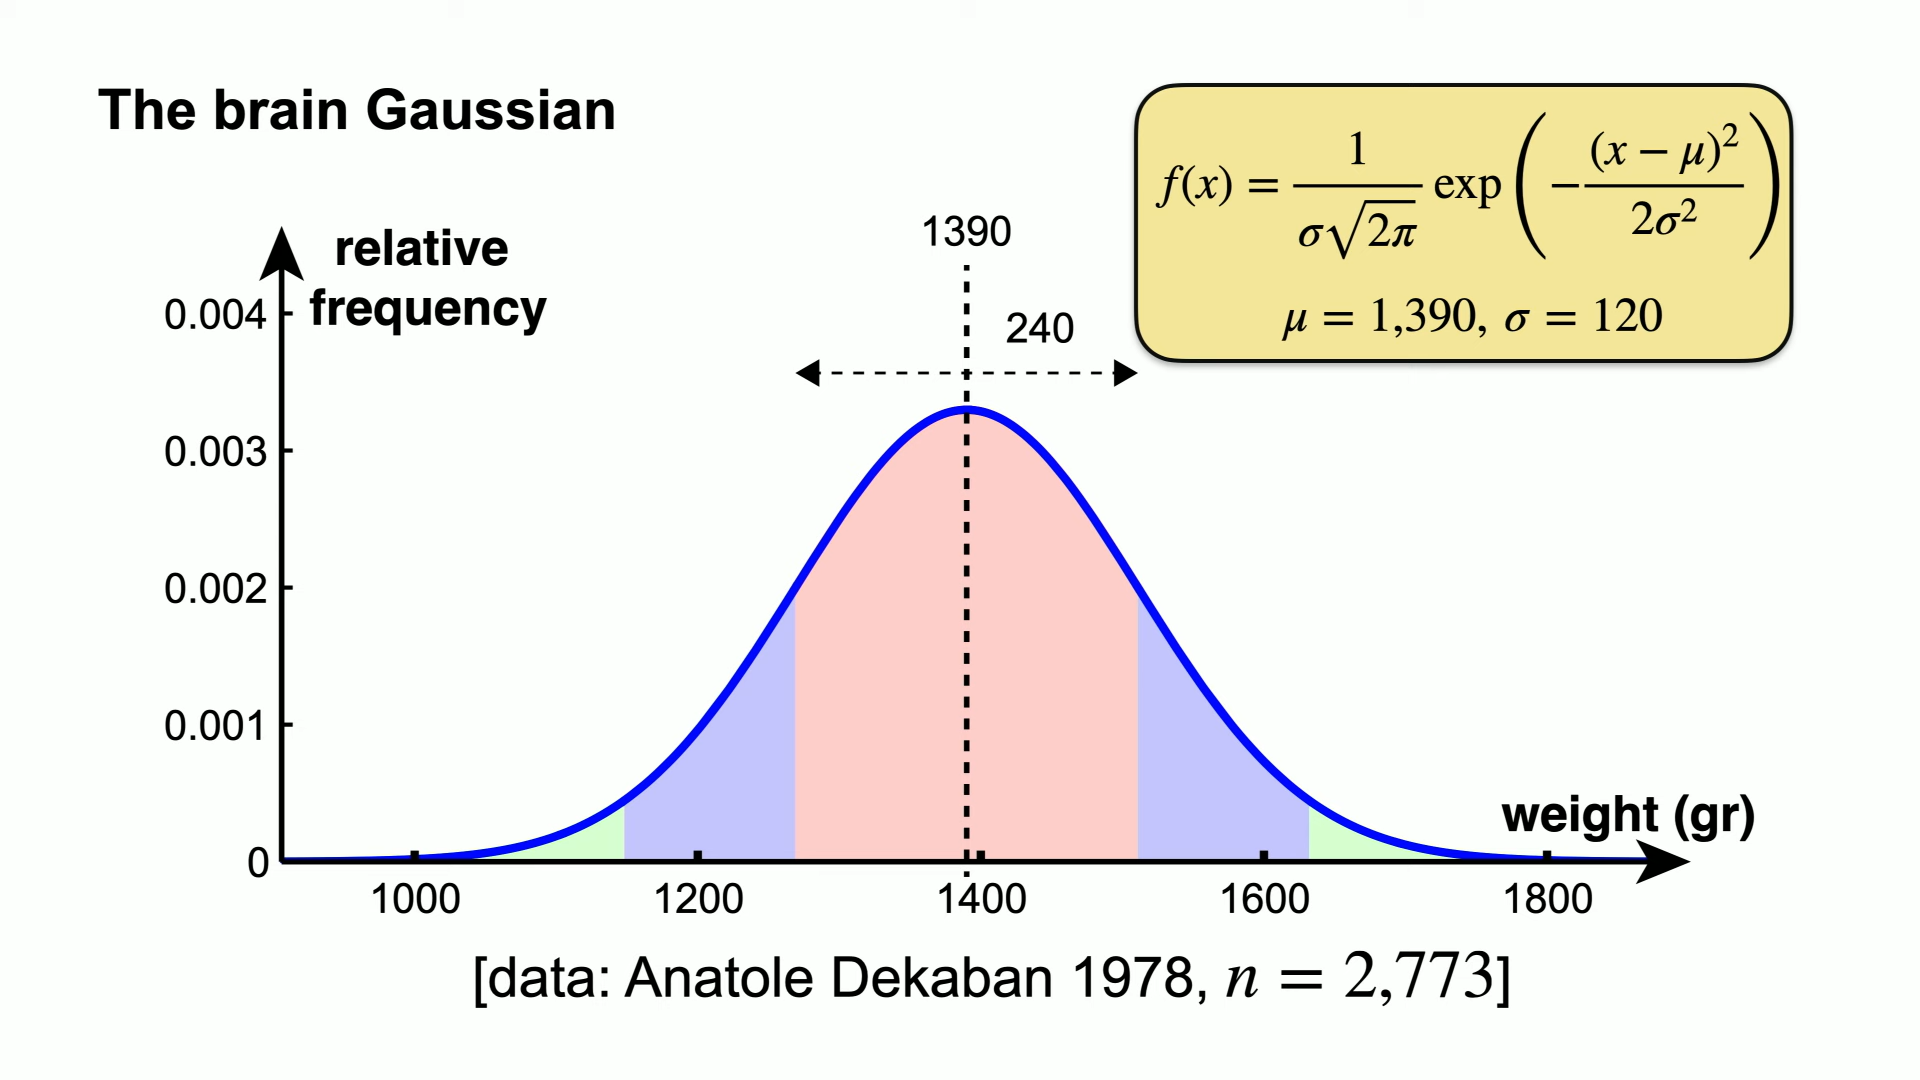 The brain Gaussian
f(x) = 1/(σ√2π) exp(−(x − μ)²/2σ²)
μ = 1,390, σ = 120
relative
frequency
1390
240
0.004
0.003
0.002
0.001
0
weight (gr)
1000 1200 1400 1600 1800
[data: Anatole Dekaban 1978, n = 2,773]